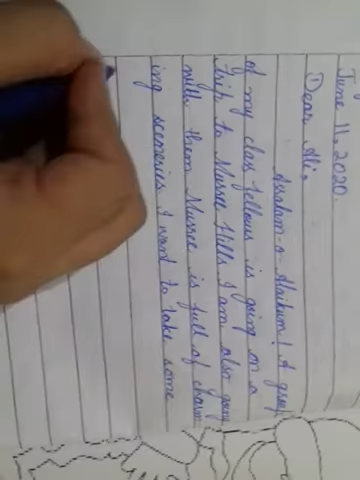 June 11, 2020.
Dear Ali,
Assalam-o-Alaikum! A group
of my class fellows is going on a
trip to Murree Hills. I am also going
with them Murree is full of charm-
ing sceneries. I want to take some